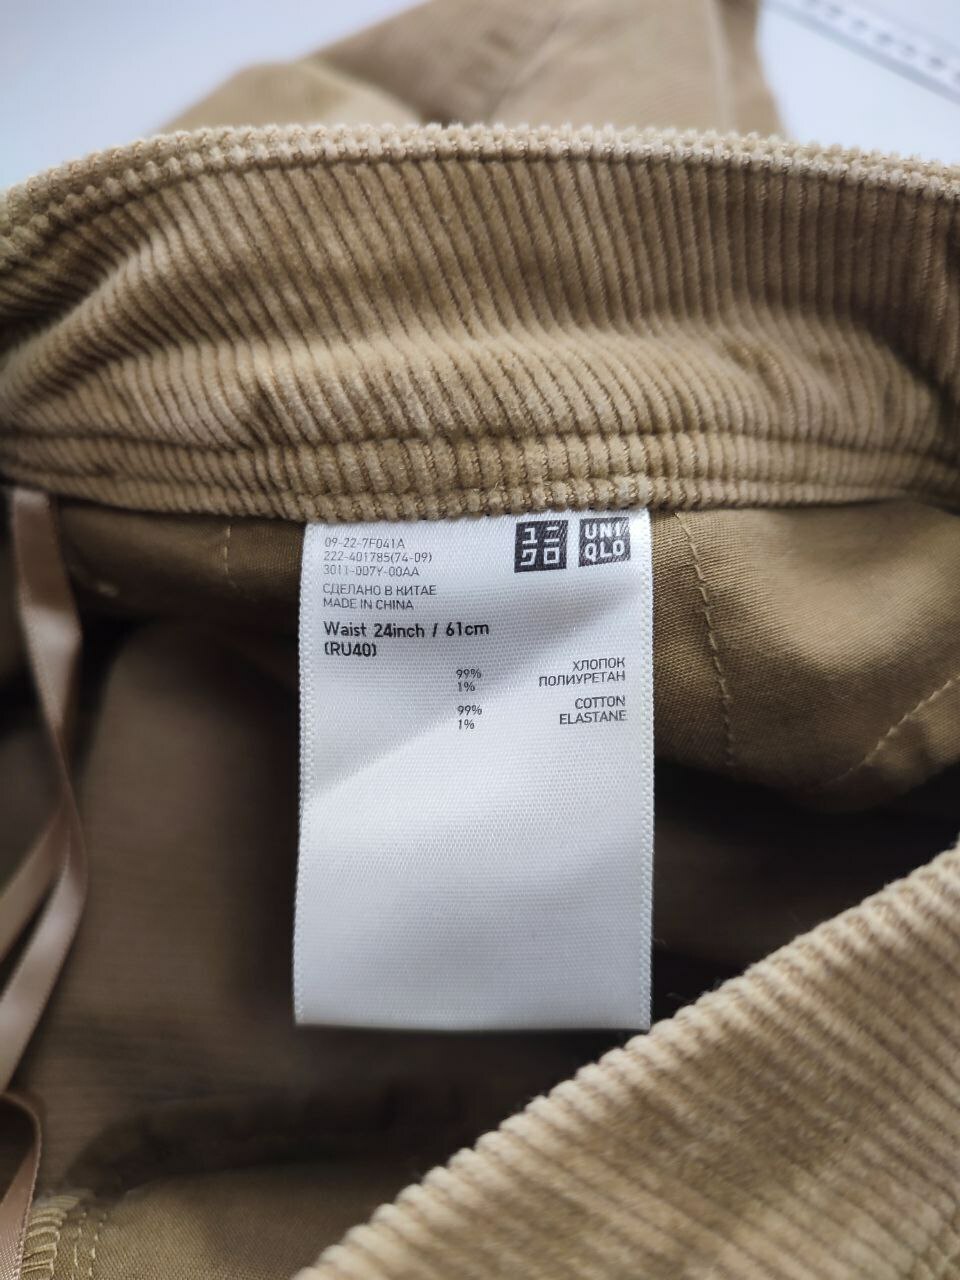 09-22-7F041A
222-401785(74-09)
3011-007Y-00AA
ユニ
クロ
UNI
QLO
СДЕЛАНО В КИТАЕ
MADE IN CHINA
Waist 24inch / 61cm
(RU40)
99% ХЛОПОК
1% ПОЛИУРЕТАН
99% COTTON
1% ELASTANE